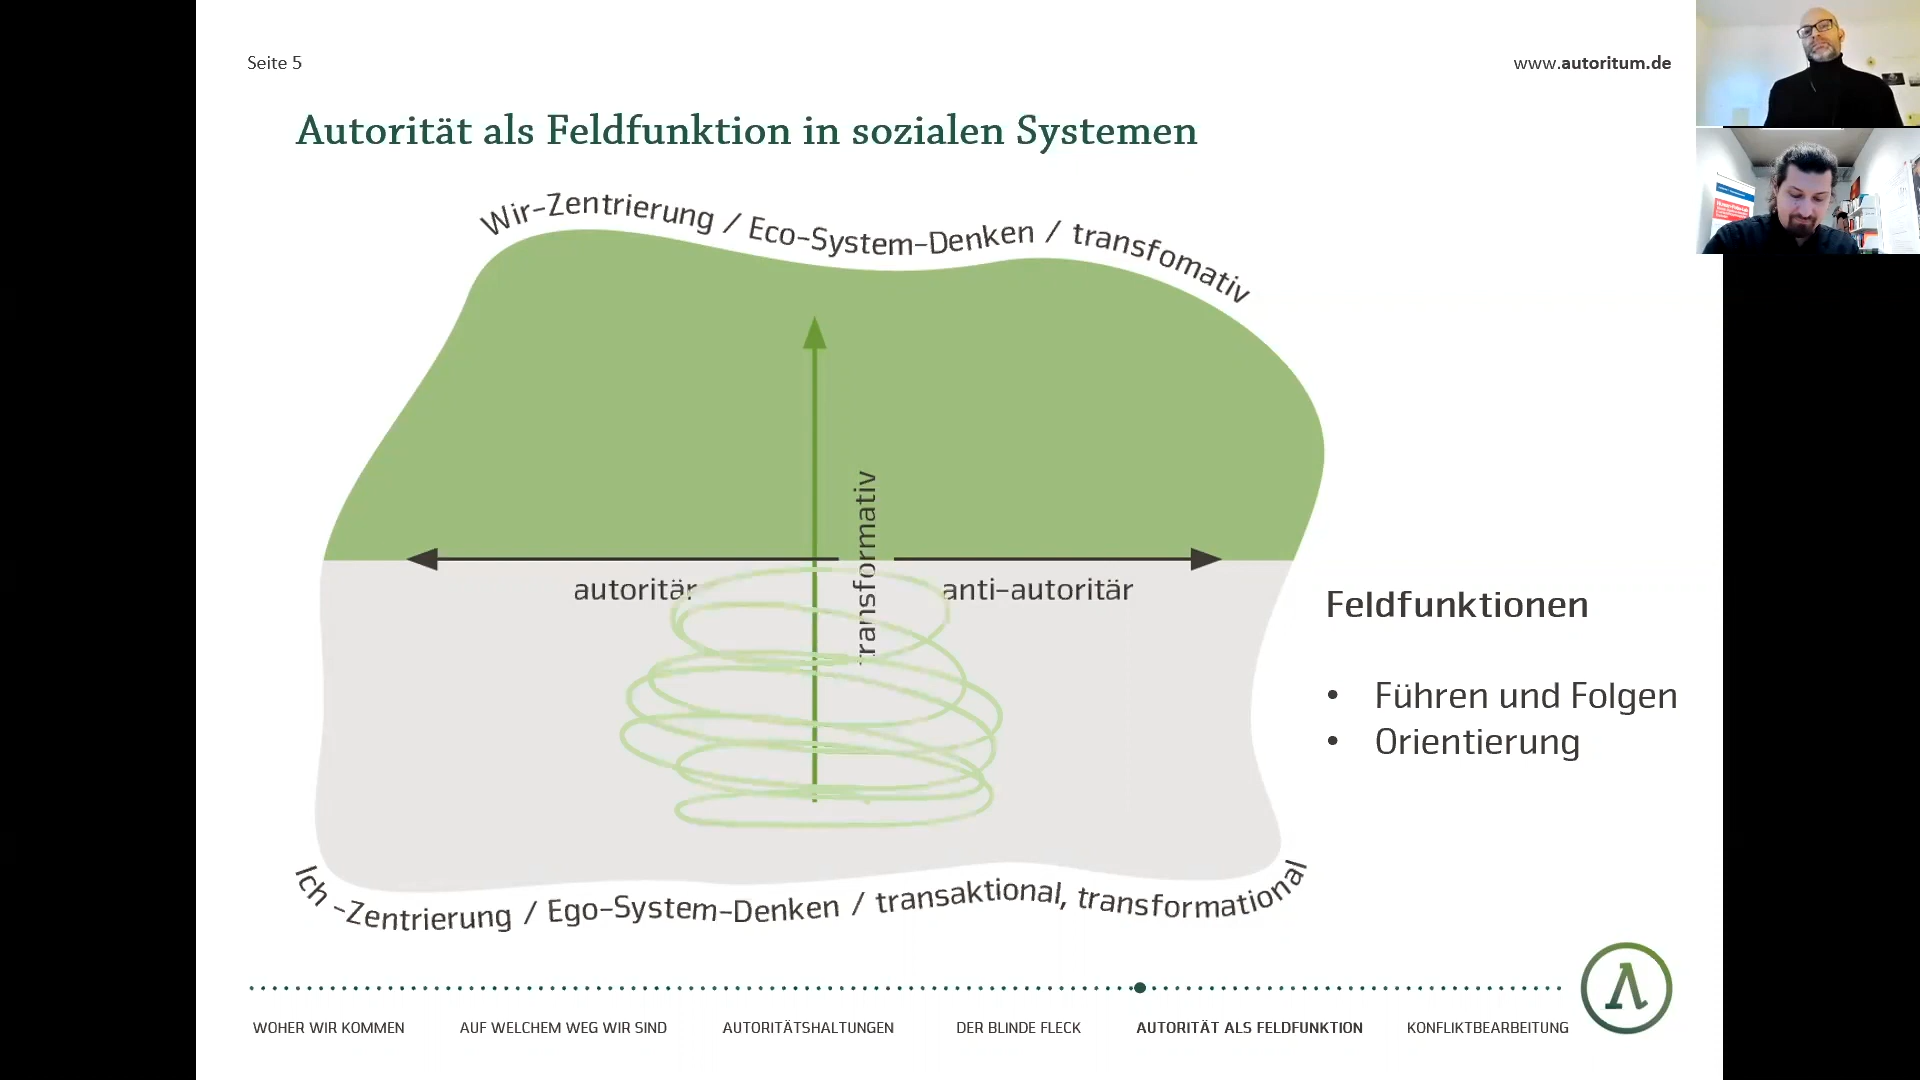 Seite 5
www.autoritum.de
Autorität als Feldfunktion in sozialen Systemen
Wir-Zentrierung / Eco-System-Denken / transfomativ
transformativ
autoritär
anti-autoritär
Feldfunktionen
• Führen und Folgen
• Orientierung
Ich -Zentrierung / Ego-System-Denken / transaktional, transformational
WOHER WIR KOMMEN
AUF WELCHEM WEG WIR SIND
AUTORITÄTSHALTUNGEN
DER BLINDE FLECK
AUTORITÄT ALS FELDFUNKTION
KONFLIKTBEARBEITUNG